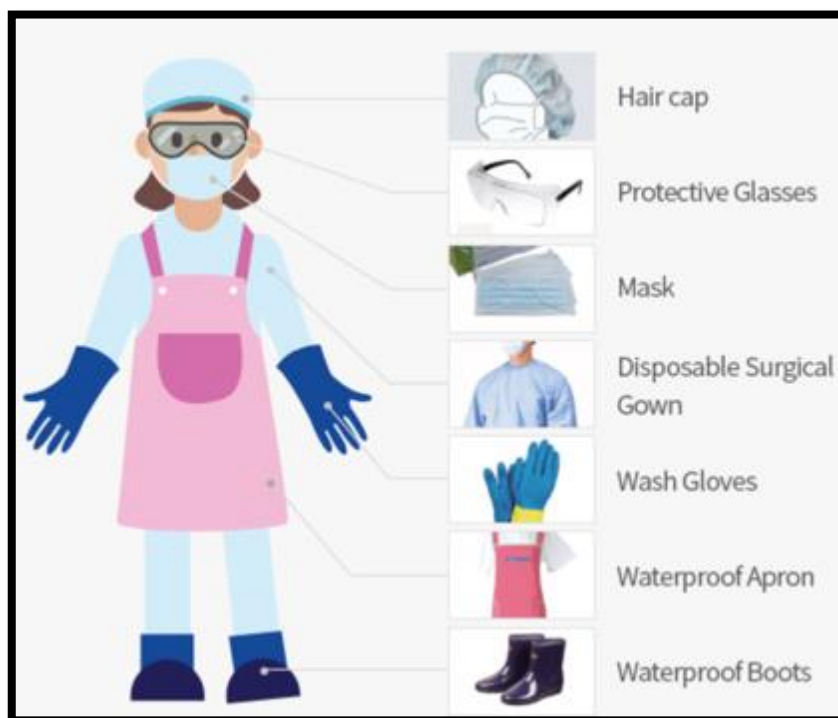 Hair cap
Protective Glasses
Mask
Disposable Surgical
Gown
Wash Gloves
Waterproof Apron
Waterproof Boots